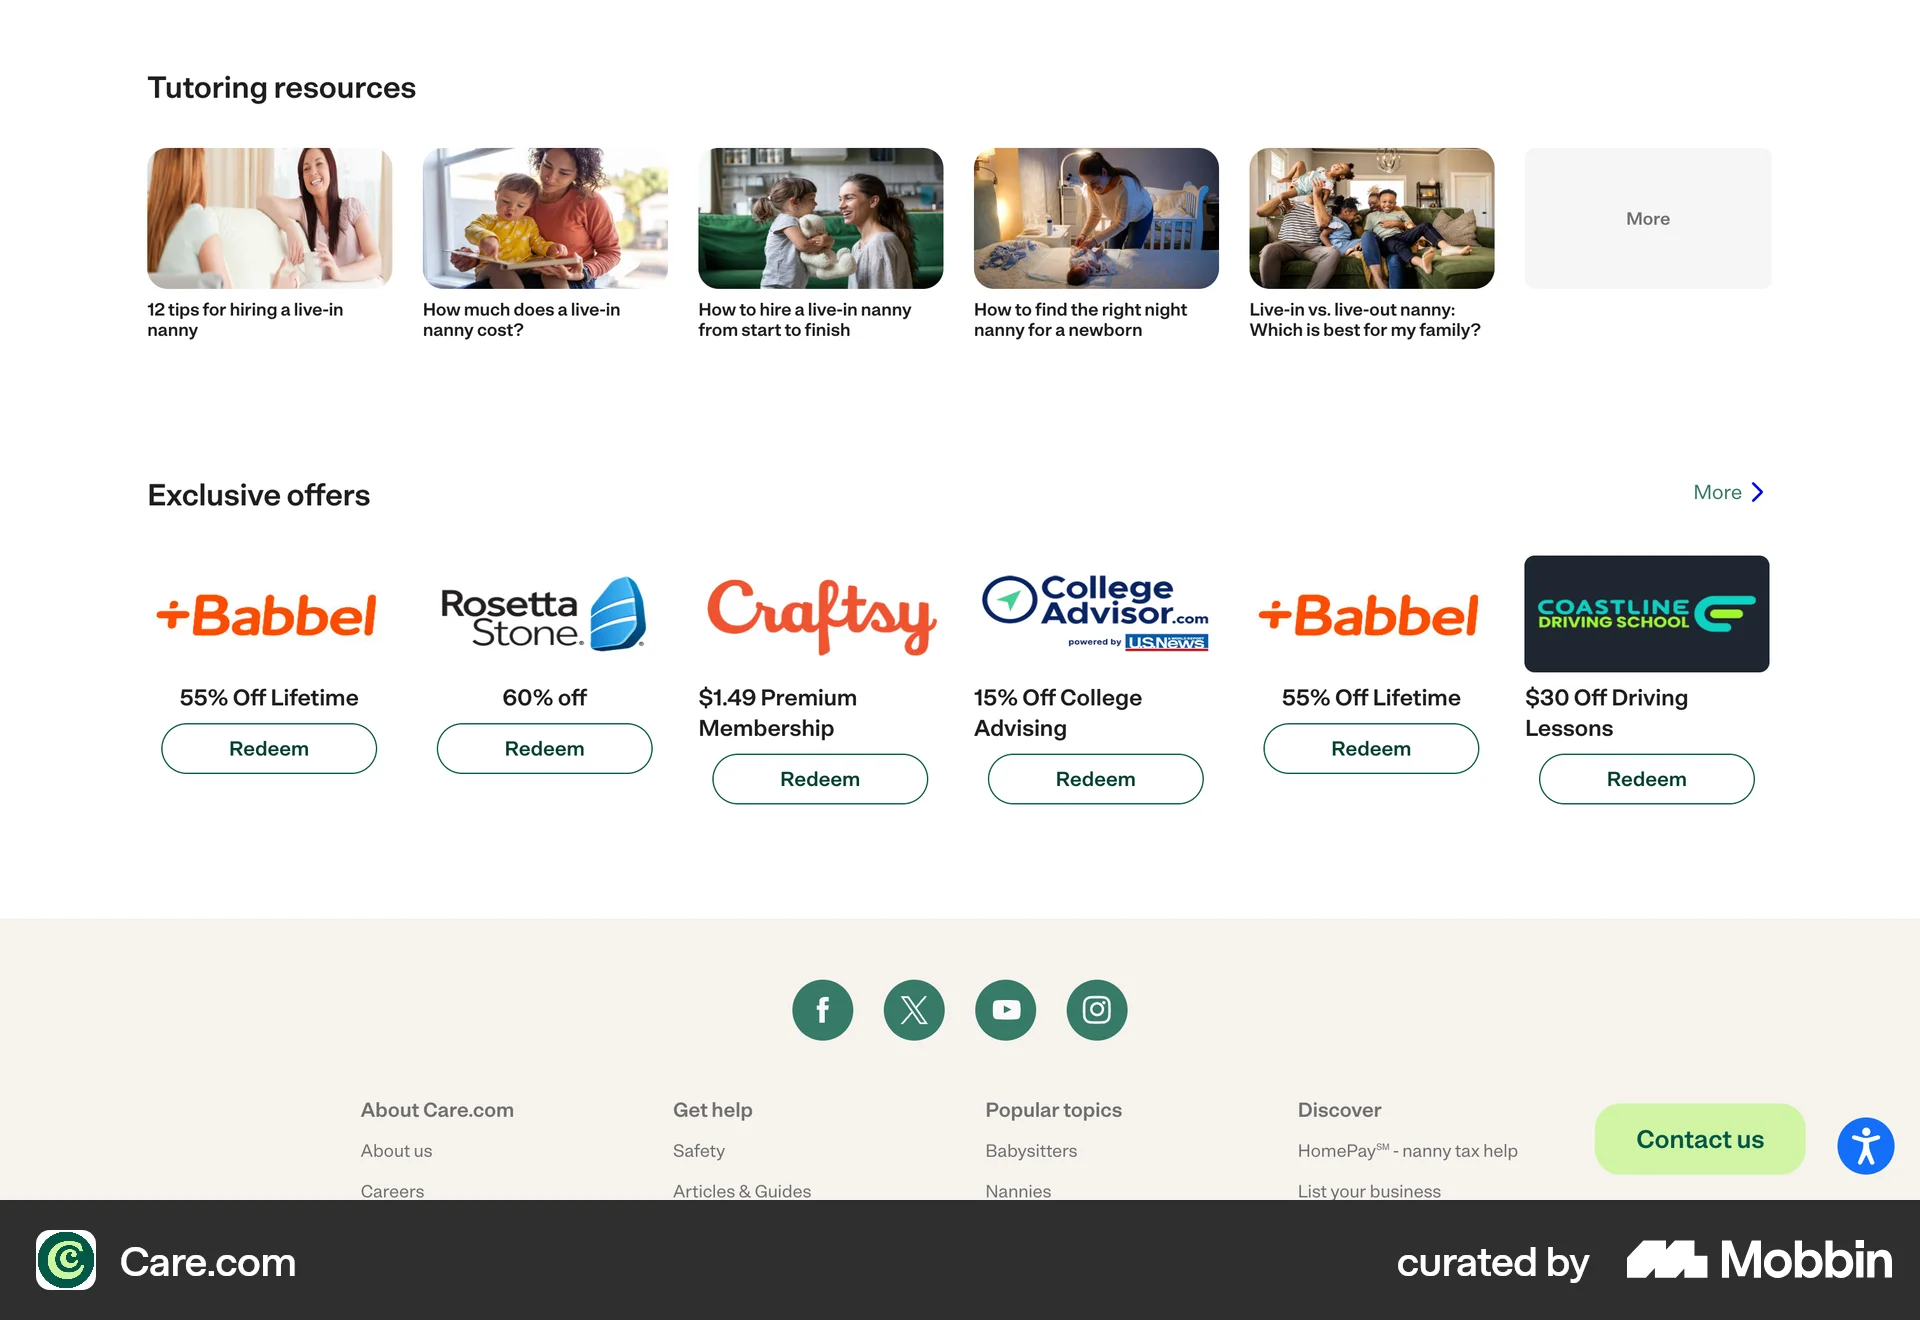 Tutoring resources
12 tips for hiring a live-in
nanny
How much does a live-in
nanny cost?
How to hire a live-in nanny
from start to finish
How to find the right night
nanny for a newborn
Live-in vs. live-out nanny:
Which is best for my family?
More
Exclusive offers
More
+Babbel
55% Off Lifetime
Redeem
Rosetta
Stone®
60% off
Redeem
Craftsy
$1.49 Premium
Membership
Redeem
College
Advisor.com
powered by U.S.News
15% Off College
Advising
Redeem
+Babbel
55% Off Lifetime
Redeem
COASTLINE
DRIVING SCHOOL
$30 Off Driving
Lessons
Redeem
About Care.com
About us
Careers
Get help
Safety
Articles & Guides
Popular topics
Babysitters
Nannies
Discover
HomePay℠ - nanny tax help
List your business
Contact us
Care.com
curated by Mobbin